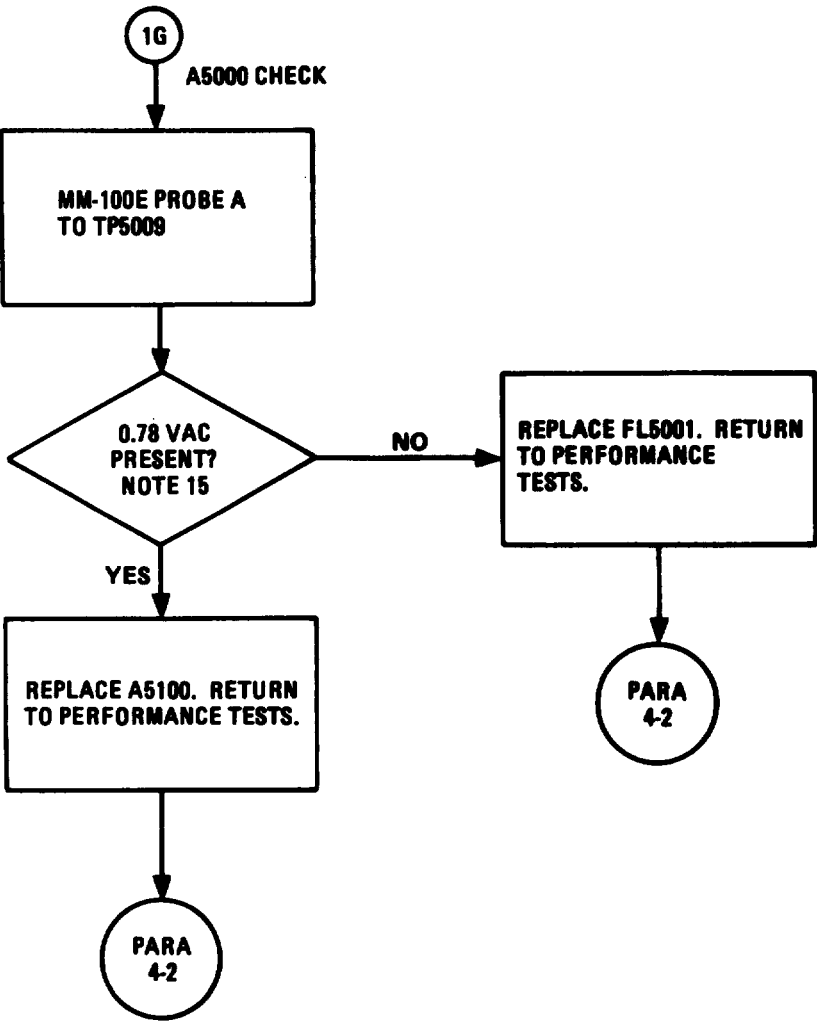 1G
A5000 CHECK
MM-100E PROBE A
TO TP5009
0.78 VAC
PRESENT?
NOTE 15
NO
REPLACE FL5001. RETURN
TO PERFORMANCE
TESTS.
YES
REPLACE A5100. RETURN
TO PERFORMANCE TESTS.
PARA
4-2
PARA
4-2